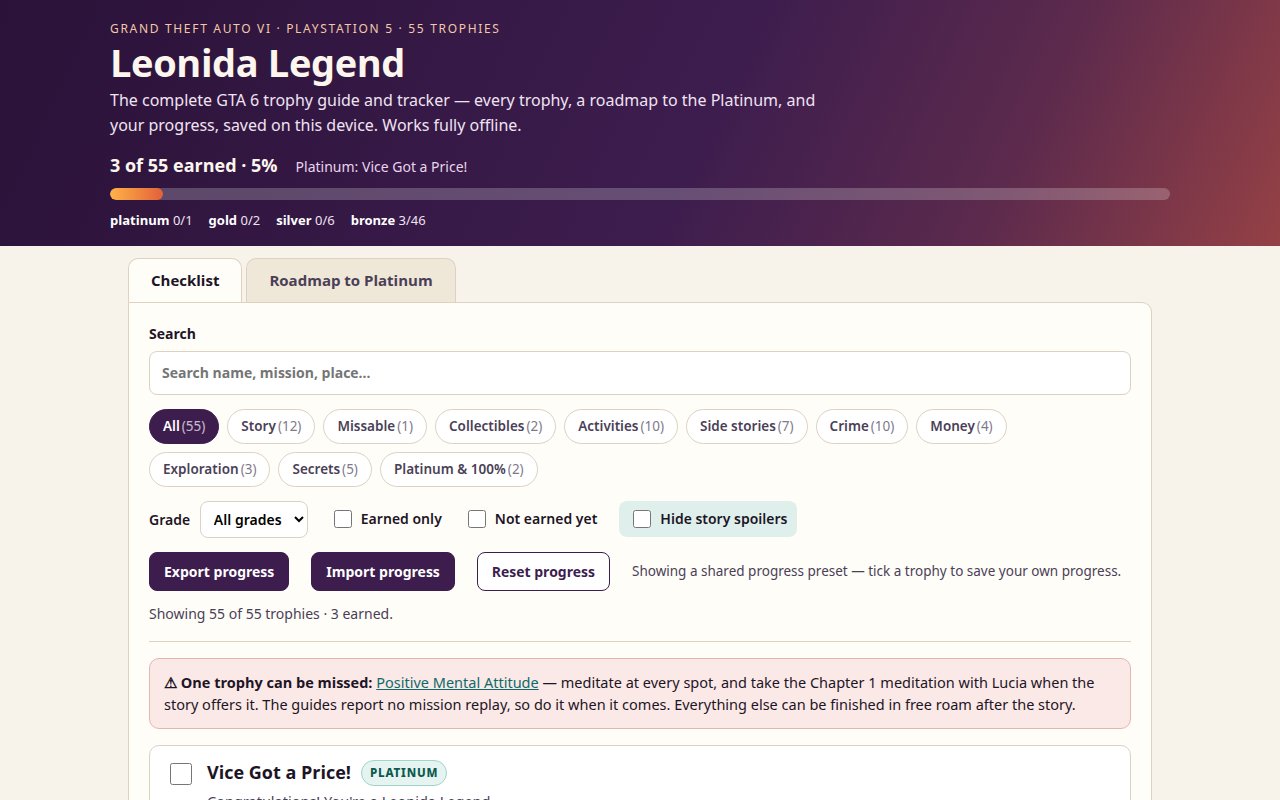 GRAND THEFT AUTO VI · PLAYSTATION 5 · 55 TROPHIES
Leonida Legend
The complete GTA 6 trophy guide and tracker — every trophy, a roadmap to the Platinum, and
your progress, saved on this device. Works fully offline.
3 of 55 earned · 5% Platinum: Vice Got a Price!
platinum 0/1 gold 0/2 silver 0/6 bronze 3/46
Checklist Roadmap to Platinum
Search
Search name, mission, place...
All (55) Story (12) Missable (1) Collectibles (2) Activities (10) Side stories (7) Crime (10) Money (4)
Exploration (3) Secrets (5) Platinum & 100% (2)
Grade All grades Earned only Not earned yet Hide story spoilers
Export progress Import progress Reset progress Showing a shared progress preset — tick a trophy to save your own progress.
Showing 55 of 55 trophies · 3 earned.
⚠ One trophy can be missed: Positive Mental Attitude — meditate at every spot, and take the Chapter 1 meditation with Lucia when the
story offers it. The guides report no mission replay, so do it when it comes. Everything else can be finished in free roam after the story.
Vice Got a Price! PLATINUM
Congratulations! You're a Leonida Legend